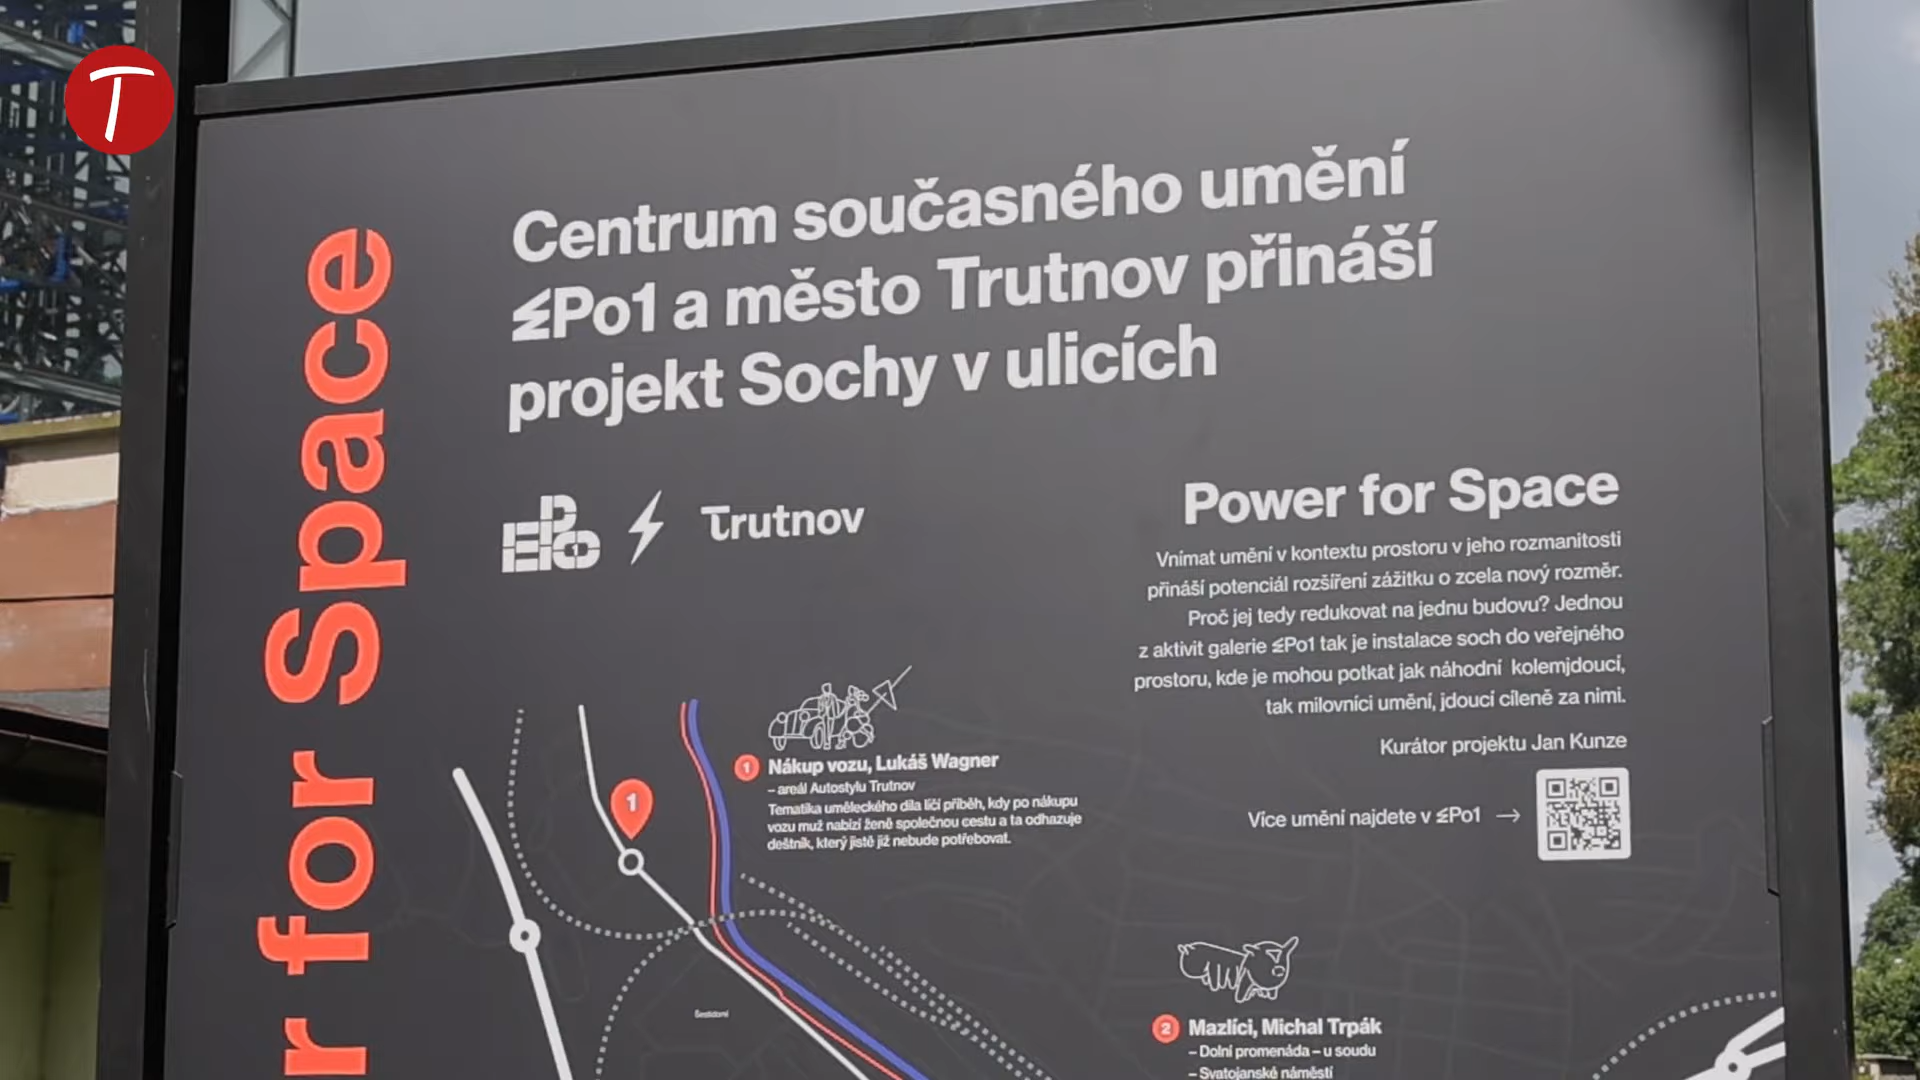 T
r for Space
Centrum současného umění
≤Po1 a město Trutnov přináší
projekt Sochy v ulicích
EPO1
Trutnov
Power for Space
Vnímat umění v kontextu prostoru v jeho rozmanitosti
přináší potenciál rozšíření zážitku o zcela nový rozměr.
Proč jej tedy redukovat na jednu budovu? Jednou
z aktivit galerie ≤Po1 tak je instalace soch do veřejného
prostoru, kde je mohou potkat jak náhodní kolemjdoucí,
tak milovníci umění, jdoucí cíleně za nimi.
Kurátor projektu Jan Kunze
Více umění najdete v ≤Po1 →
1
1 Nákup vozu, Lukáš Wagner
– areál Autostylu Trutnov
Tematika uměleckého díla líčí příběh, kdy po nákupu
vozu muž nabízí ženě společnou cestu a ta odhazuje
deštník, který jistě již nebude potřebovat.
Šestidomí
2 Mazlíci, Michal Trpák
– Dolní promenáda – u soudu
– Svatojanské náměstí